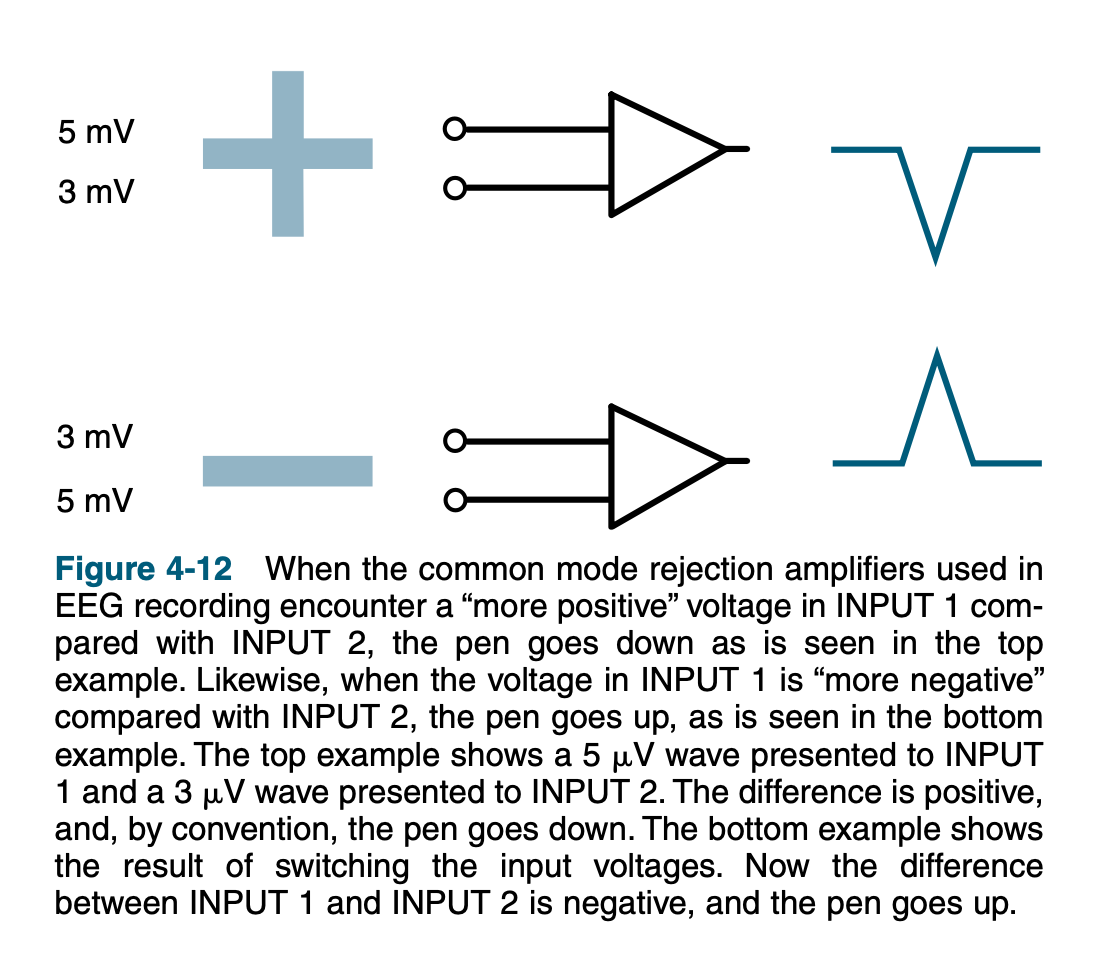 5 mV
3 mV
3 mV
5 mV
Figure 4-12 When the common mode rejection amplifiers used in
EEG recording encounter a “more positive” voltage in INPUT 1 com-
pared with INPUT 2, the pen goes down as is seen in the top
example. Likewise, when the voltage in INPUT 1 is “more negative”
compared with INPUT 2, the pen goes up, as is seen in the bottom
example. The top example shows a 5 μV wave presented to INPUT
1 and a 3 μV wave presented to INPUT 2. The difference is positive,
and, by convention, the pen goes down. The bottom example shows
the result of switching the input voltages. Now the difference
between INPUT 1 and INPUT 2 is negative, and the pen goes up.